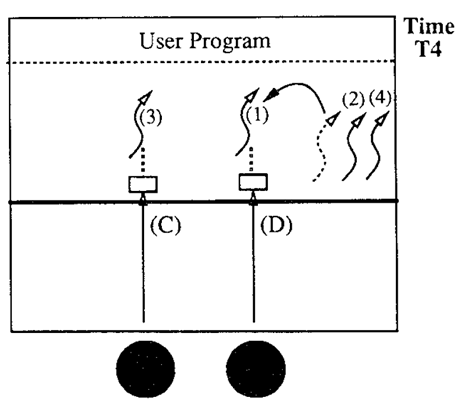 User Program
Time
T4
(3)
(1)
(2)
(4)
(C)
(D)